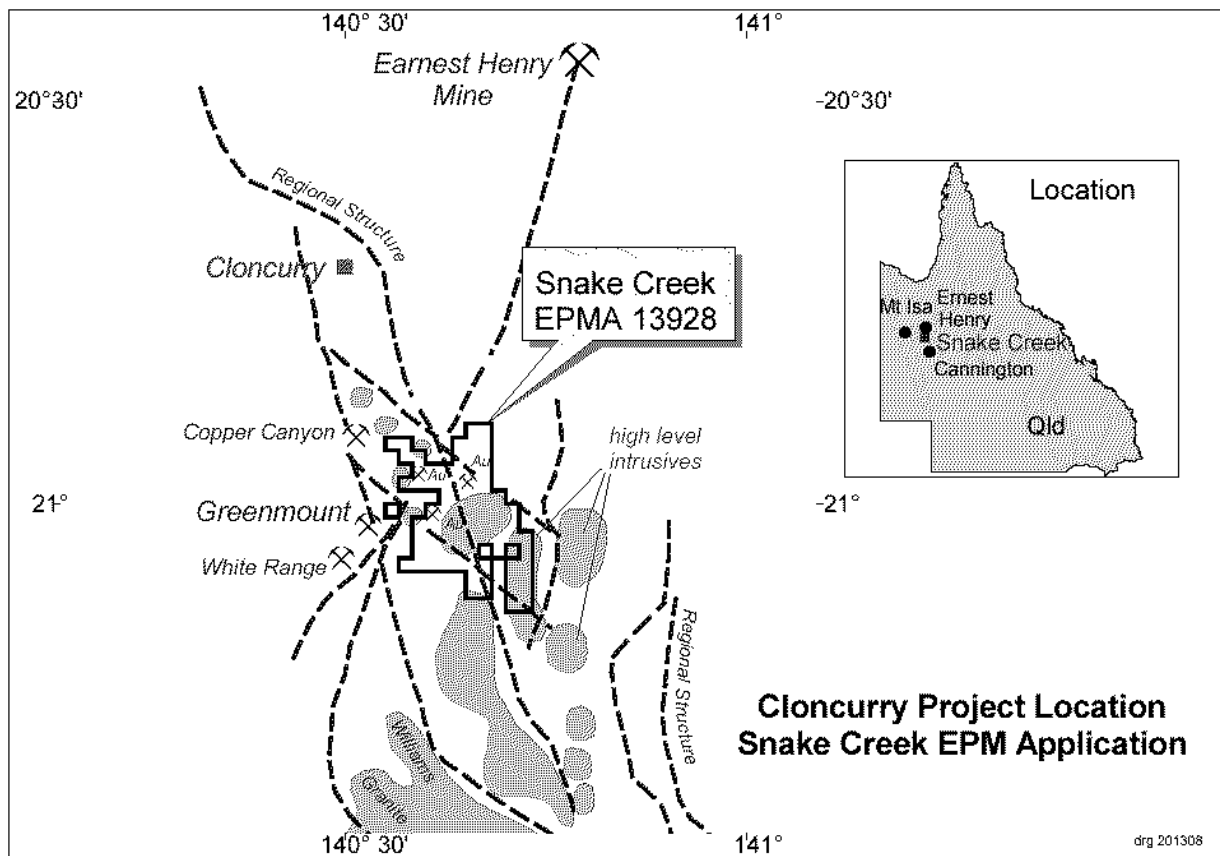 140° 30'
141°
Earnest Henry
Mine
20°30'
20°30'
Regional Structure
Cloncurry
Snake Creek
EPMA 13928
Location
Mt Isa
Ernest
Henry
Snake Creek
Cannington
Qld
Copper Canyon
Au
Au
Au
high level
intrusives
21°
21°
Greenmount
White Range
Regional Structure
Williams
Granite
Cloncurry Project Location
Snake Creek EPM Application
140° 30'
141°
drg 201308